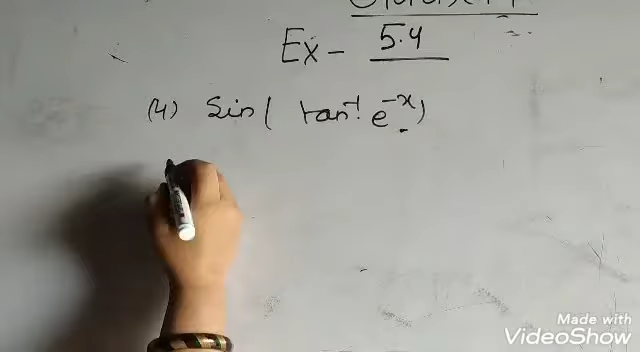 Ex - 5.4
(4) Sin( tan⁻¹ e⁻ˣ)
Made with
VideoShow